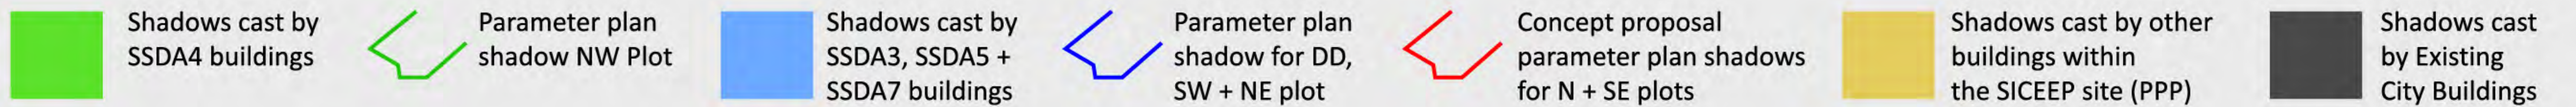 Shadows cast by
SSDA4 buildings
Parameter plan
shadow NW Plot
Shadows cast by
SSDA3, SSDA5 +
SSDA7 buildings
Parameter plan
shadow for DD,
SW + NE plot
Concept proposal
parameter plan shadows
for N + SE plots
Shadows cast by other
buildings within
the SICEEP site (PPP)
Shadows cast
by Existing
City Buildings